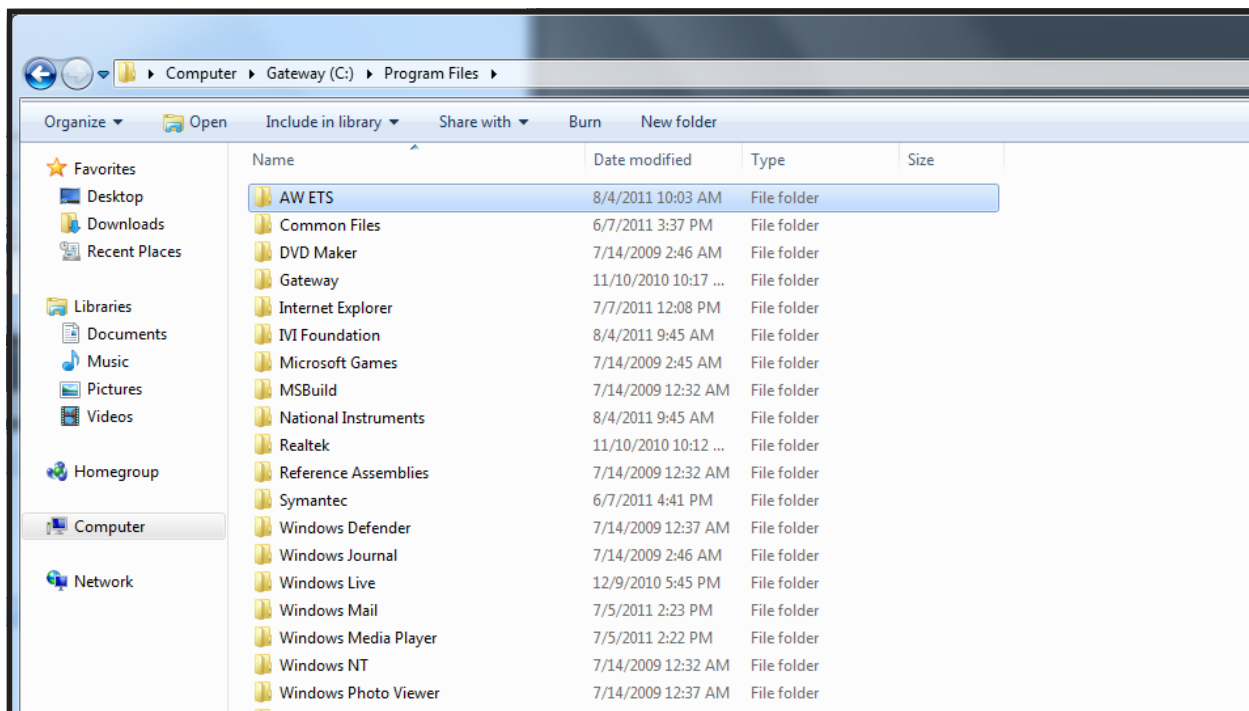 Computer Gateway (C:) Program Files
Organize Open Include in library Share with Burn New folder
Favorites
Desktop
Downloads
Recent Places
Libraries
Documents
Music
Pictures
Videos
Homegroup
Computer
Network
Name Date modified Type Size
AW ETS 8/4/2011 10:03 AM File folder
Common Files 6/7/2011 3:37 PM File folder
DVD Maker 7/14/2009 2:46 AM File folder
Gateway 11/10/2010 10:17 ... File folder
Internet Explorer 7/7/2011 12:08 PM File folder
IVI Foundation 8/4/2011 9:45 AM File folder
Microsoft Games 7/14/2009 2:45 AM File folder
MSBuild 7/14/2009 12:32 AM File folder
National Instruments 8/4/2011 9:45 AM File folder
Realtek 11/10/2010 10:12 ... File folder
Reference Assemblies 7/14/2009 12:32 AM File folder
Symantec 6/7/2011 4:41 PM File folder
Windows Defender 7/14/2009 12:37 AM File folder
Windows Journal 7/14/2009 2:46 AM File folder
Windows Live 12/9/2010 5:45 PM File folder
Windows Mail 7/5/2011 2:23 PM File folder
Windows Media Player 7/5/2011 2:22 PM File folder
Windows NT 7/14/2009 12:32 AM File folder
Windows Photo Viewer 7/14/2009 12:37 AM File folder